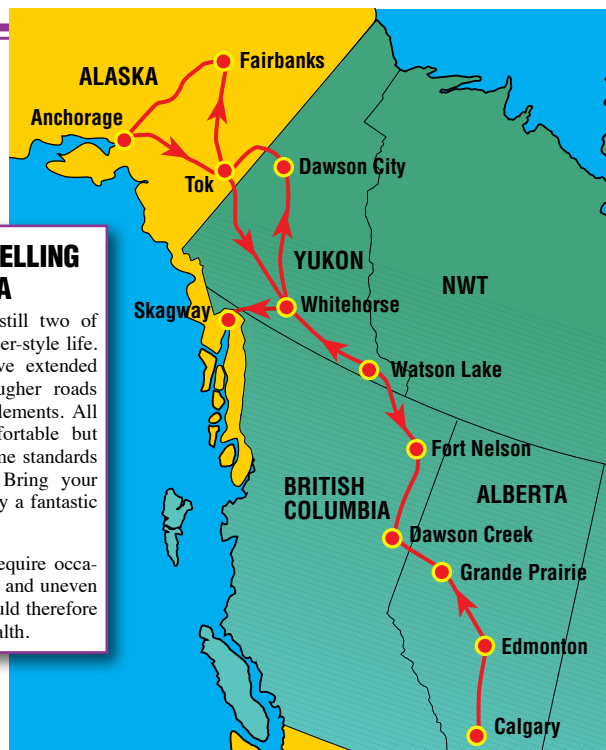 Fairbanks
ALASKA
Anchorage
Tok
Dawson City
YUKON
NWT
Skagway
Whitehorse
Watson Lake
Fort Nelson
BRITISH
COLUMBIA
ALBERTA
Dawson Creek
Grande Prairie
Edmonton
Calgary
ELLING
A
still two of
er-style life.
ve extended
ugher roads
lements. All
fortable but
me standards
Bring your
y a fantastic
equire occa-
and uneven
uld therefore
alth.